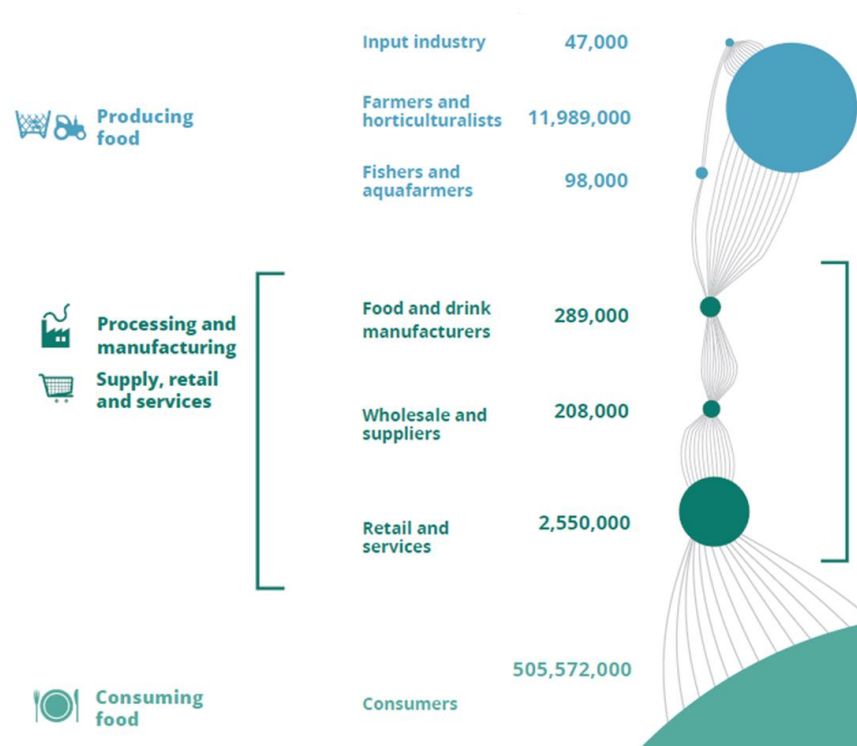 Input industry 47,000
Producing
food
Farmers and
horticulturalists 11,989,000
Fishers and
aquafarmers 98,000
Processing and
manufacturing
Supply, retail
and services
Food and drink
manufacturers 289,000
Wholesale and
suppliers 208,000
Retail and
services 2,550,000
Consuming
food
Consumers 505,572,000